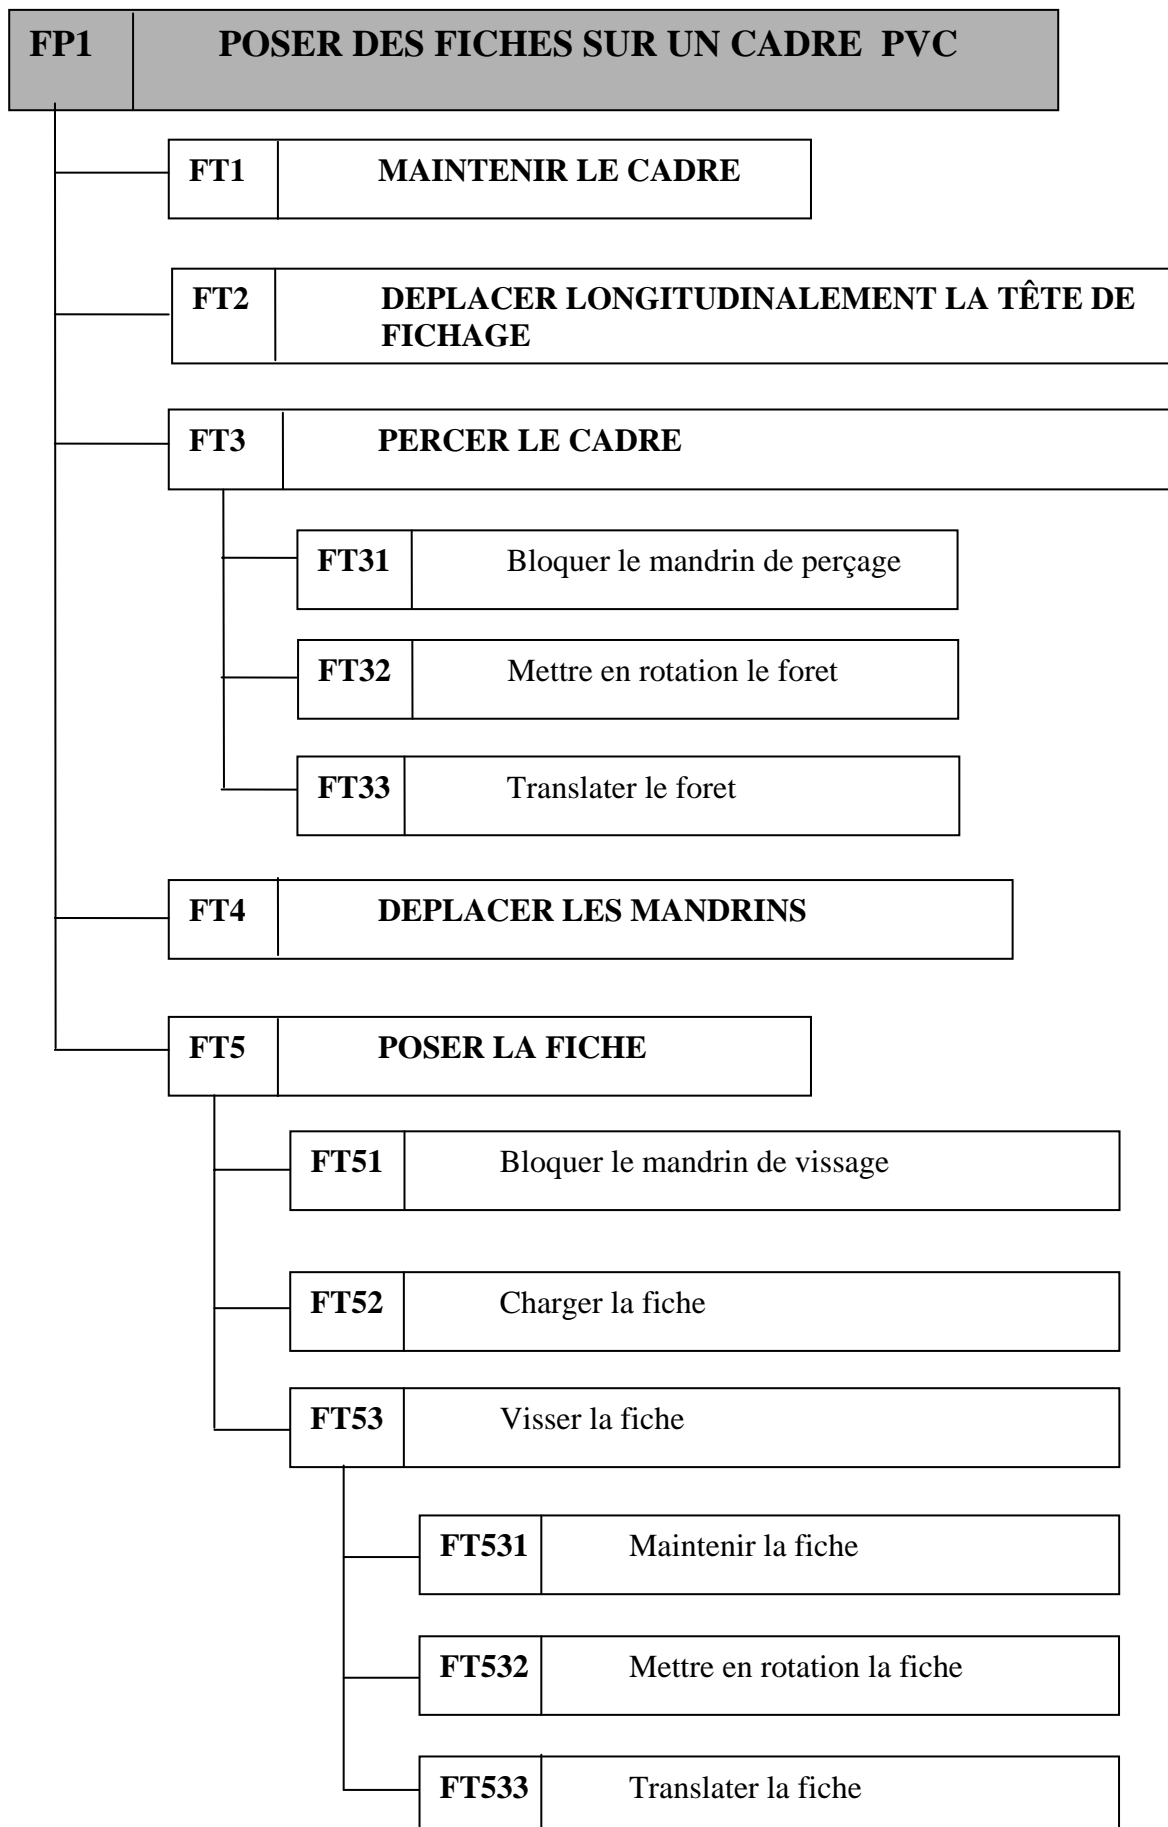 FP1 POSER DES FICHES SUR UN CADRE PVC
FT1 MAINTENIR LE CADRE
FT2 DEPLACER LONGITUDINALEMENT LA TÊTE DE
FICHAGE
FT3 PERCER LE CADRE
FT31 Bloquer le mandrin de perçage
FT32 Mettre en rotation le foret
FT33 Translater le foret
FT4 DEPLACER LES MANDRINS
FT5 POSER LA FICHE
FT51 Bloquer le mandrin de vissage
FT52 Charger la fiche
FT53 Visser la fiche
FT531 Maintenir la fiche
FT532 Mettre en rotation la fiche
FT533 Translater la fiche